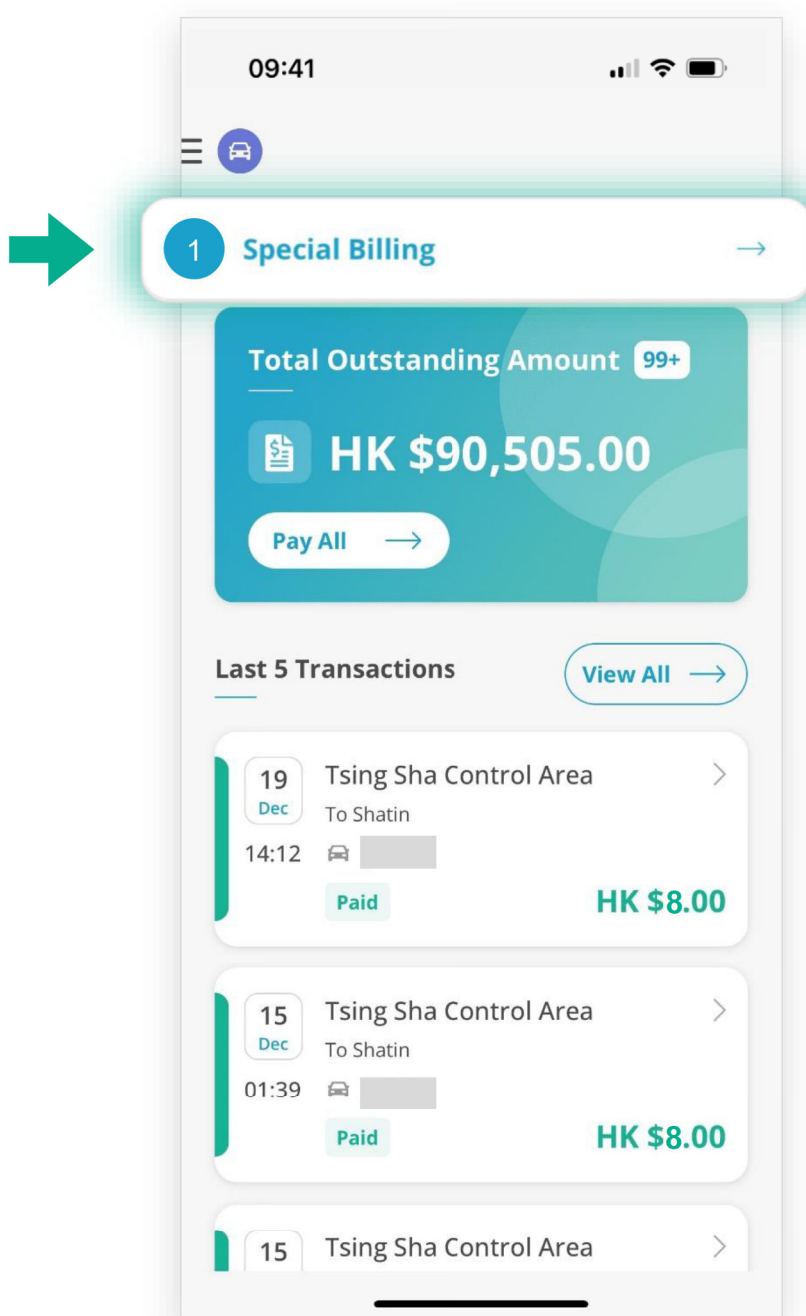 09:41
1 Special Billing
Total Outstanding Amount 99+
HK $90,505.00
Pay All
Last 5 Transactions
View All
19 Tsing Sha Control Area
Dec To Shatin
14:12
Paid HK $8.00
15 Tsing Sha Control Area
Dec To Shatin
01:39
Paid HK $8.00
15 Tsing Sha Control Area